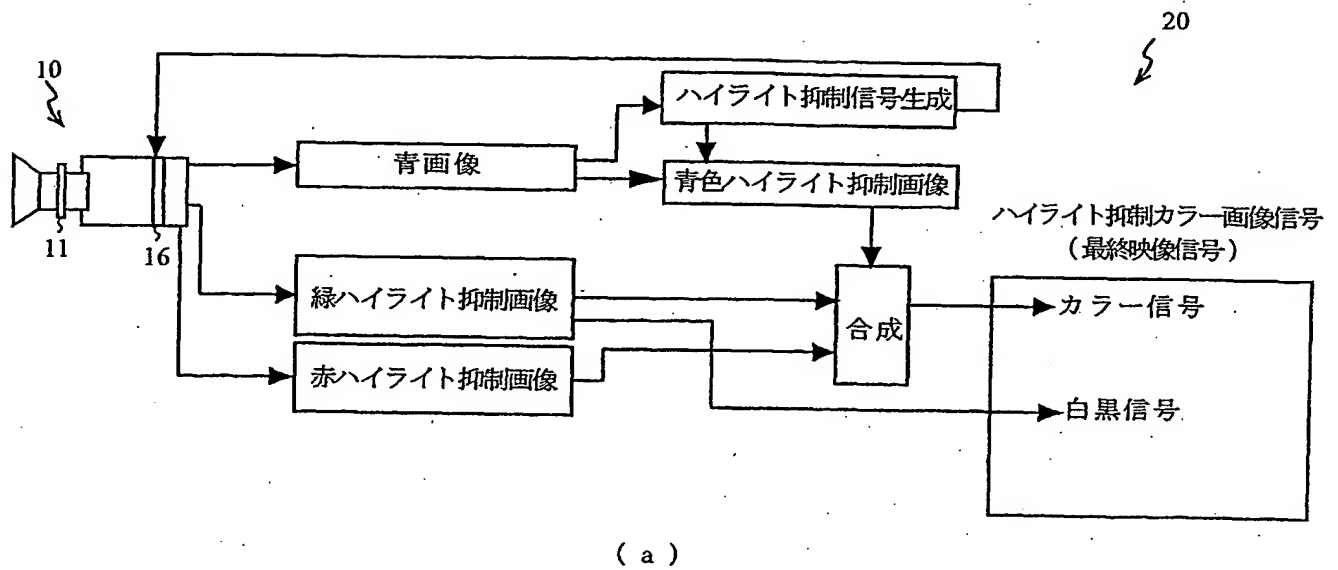 20
10
ハイライト抑制信号生成
青画像
青色ハイライト抑制画像
11
16
ハイライト抑制カラー画像信号
(最終映像信号)
緑ハイライト抑制画像
合成
カラー信号
赤ハイライト抑制画像
白黒信号
( a )